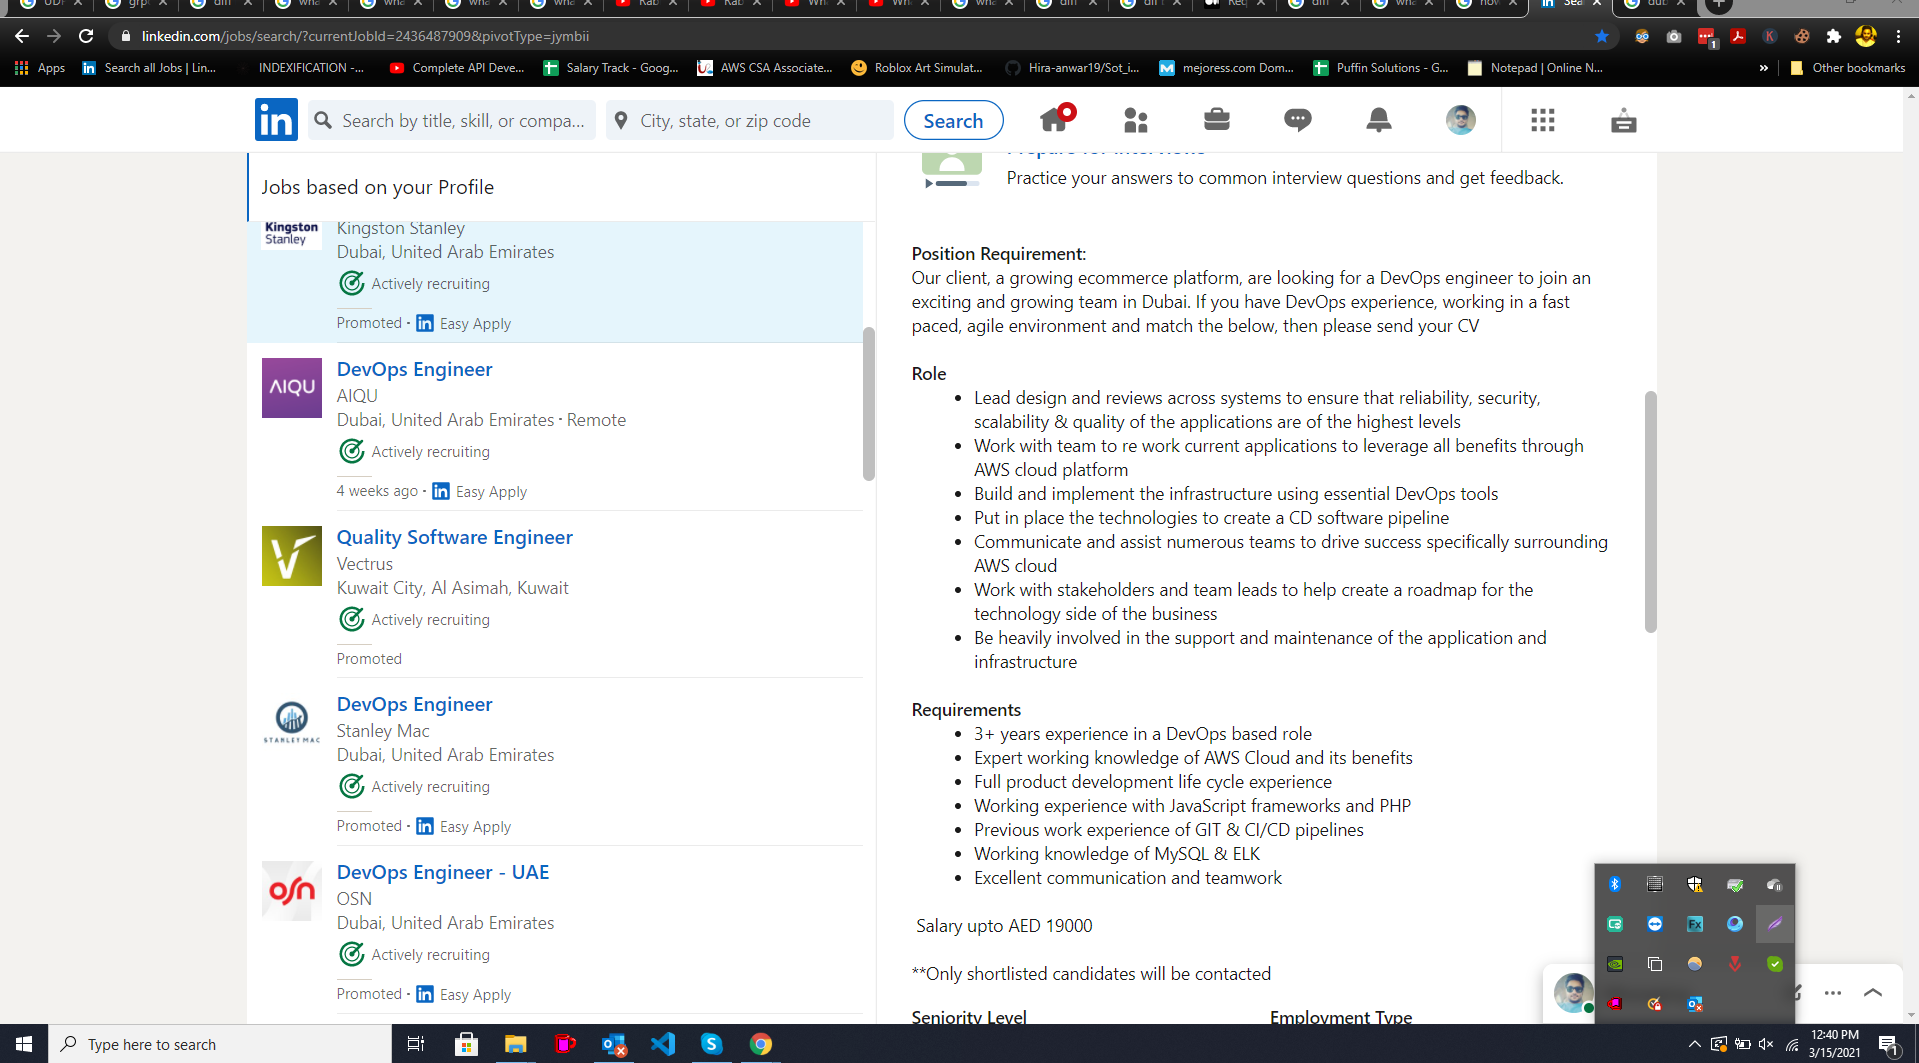 linkedin.com/jobs/search/?currentJobId=2436487909&pivotType=jymbii
1
Apps
Search all Jobs | Lin...
INDEXIFICATION -...
Complete API Deve...
Salary Track - Goog...
AWS CSA Associate...
Roblox Art Simulat...
Hira-anwar19/Sot_i...
mejoress.com Dom...
Puffin Solutions - G...
Notepad | Online N...
»
Other bookmarks
in
Search by title, skill, or compa...
City, state, or zip code
Search
Jobs based on your Profile
Kingston
Stanley
Kingston Stanley
Dubai, United Arab Emirates
Actively recruiting
Promoted · in Easy Apply
AIQU
DevOps Engineer
AIQU
Dubai, United Arab Emirates · Remote
Actively recruiting
4 weeks ago · in Easy Apply
Quality Software Engineer
Vectrus
Kuwait City, Al Asimah, Kuwait
Actively recruiting
Promoted
STANLEY MAC
DevOps Engineer
Stanley Mac
Dubai, United Arab Emirates
Actively recruiting
Promoted · in Easy Apply
osn
DevOps Engineer - UAE
OSN
Dubai, United Arab Emirates
Actively recruiting
Promoted · in Easy Apply
Practice your answers to common interview questions and get feedback.
Position Requirement:
Our client, a growing ecommerce platform, are looking for a DevOps engineer to join an
exciting and growing team in Dubai. If you have DevOps experience, working in a fast
paced, agile environment and match the below, then please send your CV
Role
• Lead design and reviews across systems to ensure that reliability, security,
scalability & quality of the applications are of the highest levels
• Work with team to re work current applications to leverage all benefits through
AWS cloud platform
• Build and implement the infrastructure using essential DevOps tools
• Put in place the technologies to create a CD software pipeline
• Communicate and assist numerous teams to drive success specifically surrounding
AWS cloud
• Work with stakeholders and team leads to help create a roadmap for the
technology side of the business
• Be heavily involved in the support and maintenance of the application and
infrastructure
Requirements
• 3+ years experience in a DevOps based role
• Expert working knowledge of AWS Cloud and its benefits
• Full product development life cycle experience
• Working experience with JavaScript frameworks and PHP
• Previous work experience of GIT & CI/CD pipelines
• Working knowledge of MySQL & ELK
• Excellent communication and teamwork
Salary upto AED 19000
**Only shortlisted candidates will be contacted
Seniority Level
Employment Type
Type here to search
12:40 PM
3/15/2021
1